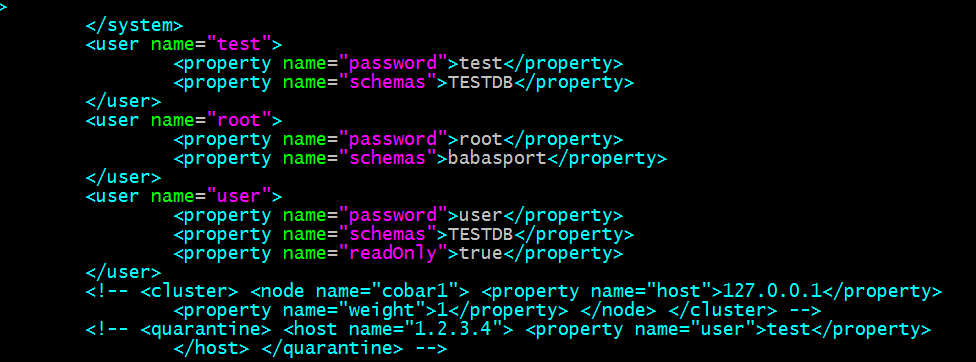 >
</system>
<user name="test">
<property name="password">test</property>
<property name="schemas">TESTDB</property>
</user>
<user name="root">
<property name="password">root</property>
<property name="schemas">babasport</property>
</user>
<user name="user">
<property name="password">user</property>
<property name="schemas">TESTDB</property>
<property name="readOnly">true</property>
</user>
<!-- <cluster> <node name="cobar1"> <property name="host">127.0.0.1</property>
<property name="weight">1</property> </node> </cluster> -->
<!-- <quarantine> <host name="1.2.3.4"> <property name="user">test</property>
</host> </quarantine> -->